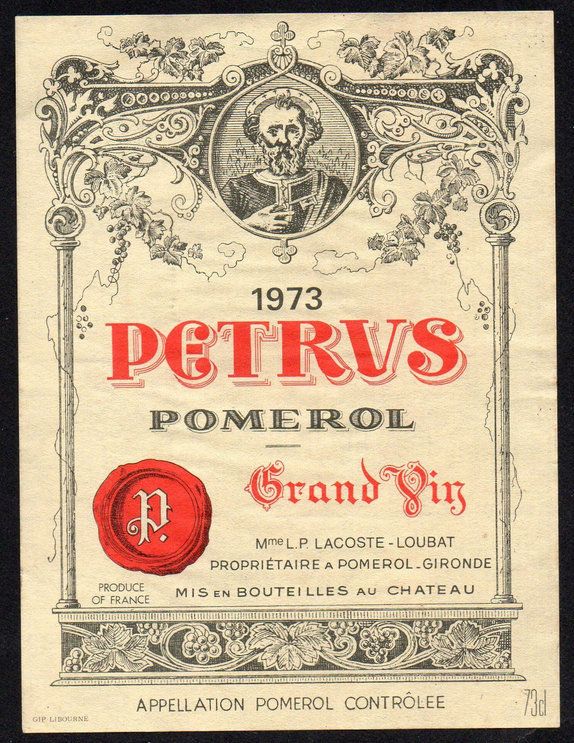 1973
PETRVS
POMEROL
Grand Vin
P.
Mme L.P. LACOSTE-LOUBAT
PROPRIÉTAIRE A POMEROL-GIRONDE
PRODUCE
OF FRANCE
MIS EN BOUTEILLES AU CHATEAU
APPELLATION POMEROL CONTRÔLEE
GIP LIBOURNE
73cl